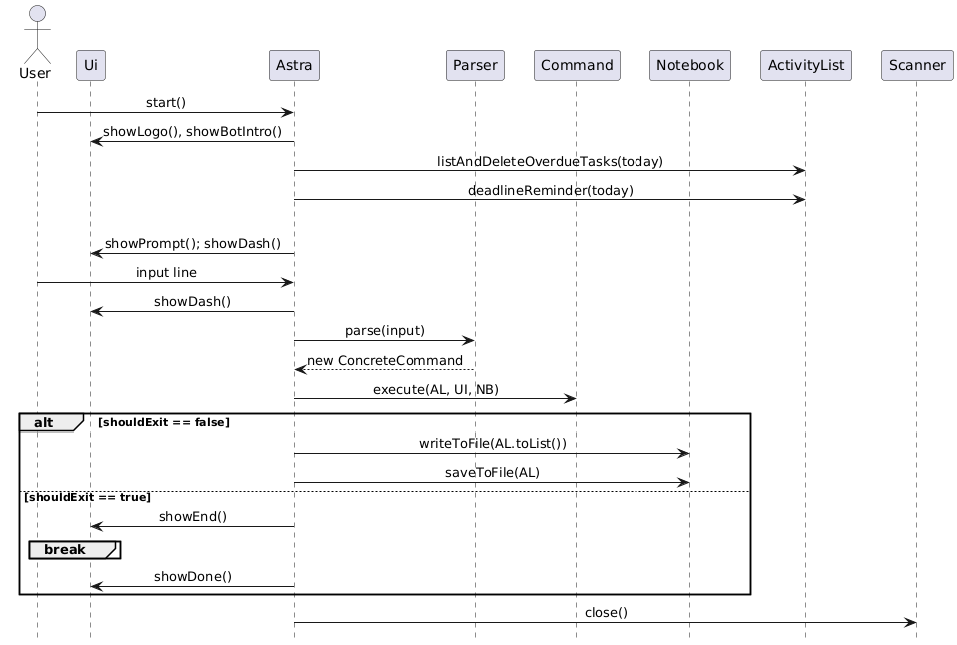 User
Ui
Astra
Parser
Command
Notebook
ActivityList
Scanner
start()
showLogo(), showBotIntro()
listAndDeleteOverdueTasks(today)
deadlineReminder(today)
showPrompt(); showDash()
input line
showDash()
parse(input)
new ConcreteCommand
execute(AL, UI, NB)
alt [shouldExit == false]
writeToFile(AL.toList())
saveToFile(AL)
[shouldExit == true]
showEnd()
break
showDone()
close()